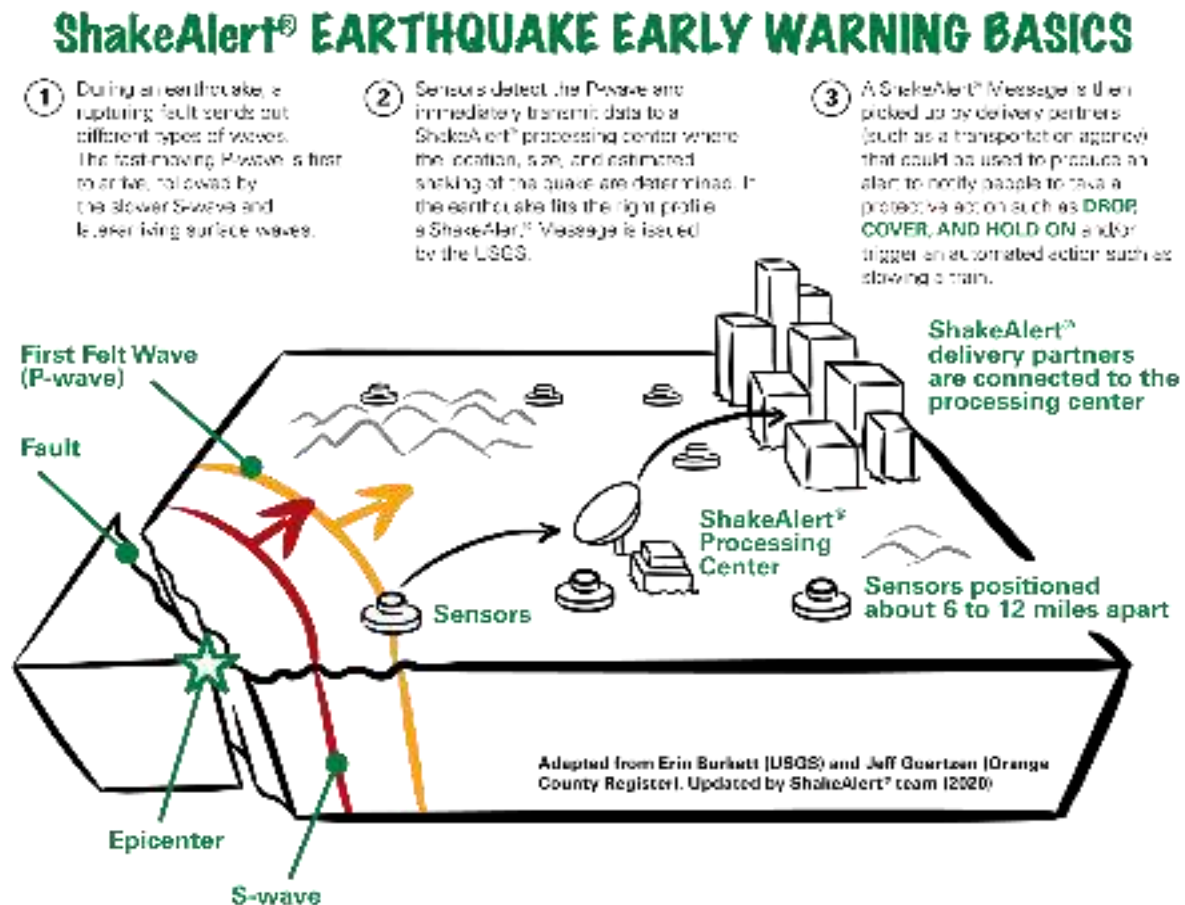 ShakeAlert® EARTHQUAKE EARLY WARNING BASICS
1
During an earthquake, a
rupturing fault sends out
different types of waves.
The fast-moving P-wave is first
to arrive, followed by
the slower S-wave and
later-arriving surface waves.
2
Sensors detect the P-wave and
immediately transmit data to a
ShakeAlert® processing center where
the location, size, and estimated
shaking of the quake are determined. If
the earthquake fits the right profile
a ShakeAlert® Message is issued
by the USGS.
3
A ShakeAlert® Message is then
picked up by delivery partners
(such as a transportation agency)
that could be used to produce an
alert to notify people to take a
protective action such as DROP,
COVER, AND HOLD ON and/or
trigger an automated action such as
slowing a train.
First Felt Wave
(P-wave)
Fault
ShakeAlert®
delivery partners
are connected to the
processing center
ShakeAlert®
Processing
Center
Sensors
Sensors positioned
about 6 to 12 miles apart
Adapted from Erin Burkett (USGS) and Jeff Goertzen (Orange
County Register). Updated by ShakeAlert® team (2020)
Epicenter
S-wave